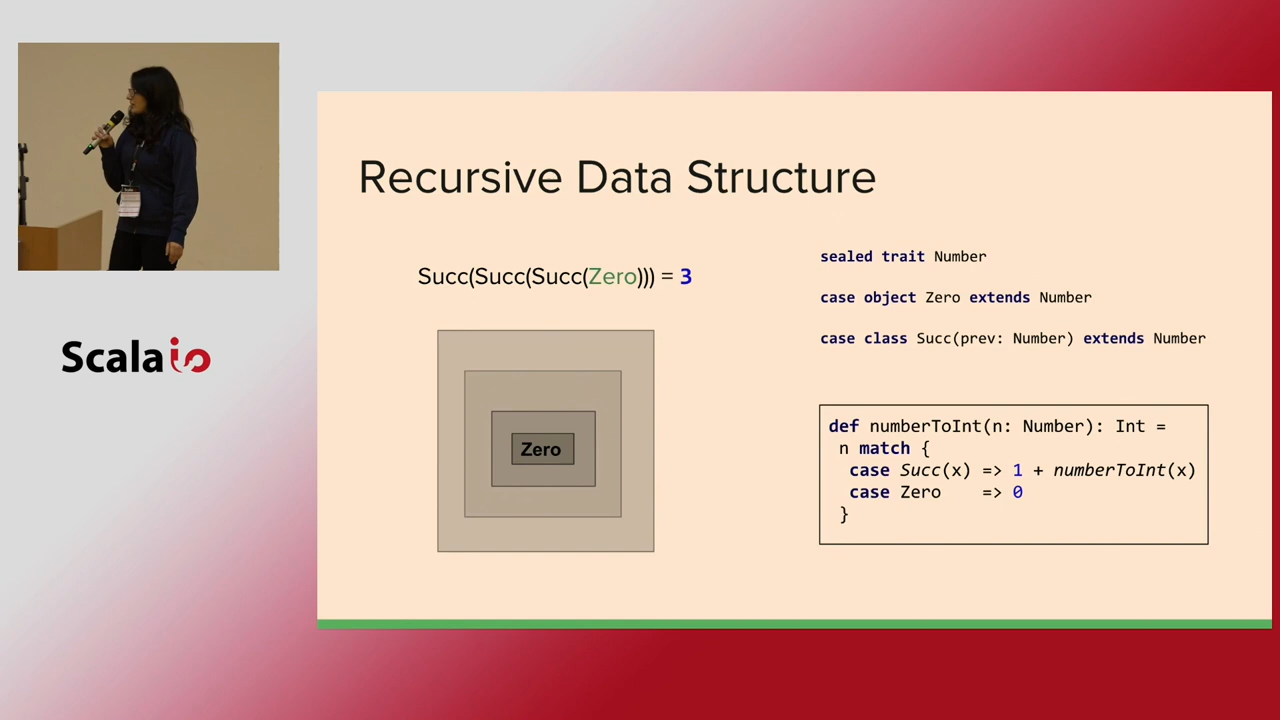 Recursive Data Structure
Succ(Succ(Succ(Zero))) = 3
Zero
sealed trait Number
case object Zero extends Number
case class Succ(prev: Number) extends Number
def numberToInt(n: Number): Int =
n match {
case Succ(x) => 1 + numberToInt(x)
case Zero => 0
}
Scala io